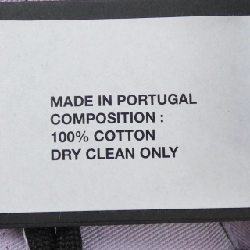 MADE IN PORTUGAL
COMPOSITION :
100% COTTON
DRY CLEAN ONLY